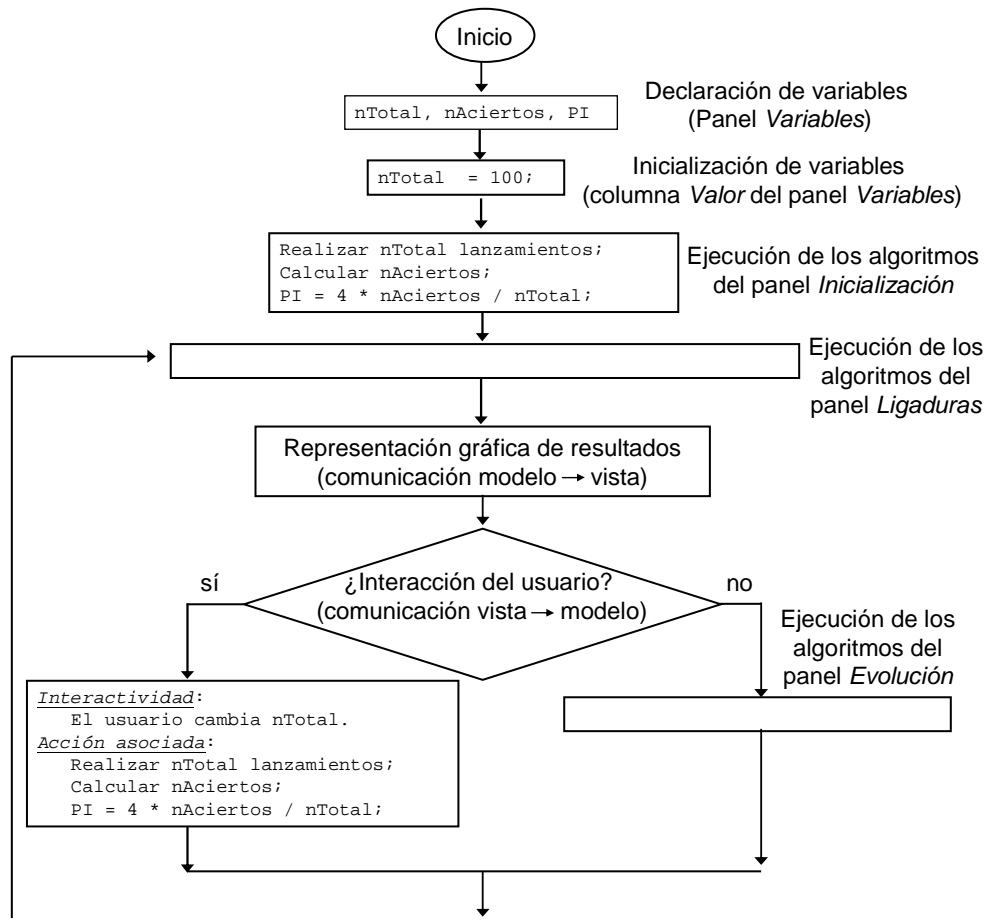 Inicio
nTotal, nAciertos, PI
Declaración de variables
(Panel Variables)
nTotal  = 100;
Inicialización de variables
(columna Valor del panel Variables)
Realizar nTotal lanzamientos;
Calcular nAciertos;
PI = 4 * nAciertos / nTotal;
Ejecución de los algoritmos
del panel Inicialización
Ejecución de los
algoritmos del
panel Ligaduras
Representación gráfica de resultados
(comunicación modelo → vista)
¿Interacción del usuario?
(comunicación vista → modelo)
sí
no
Ejecución de los
algoritmos del
panel Evolución
Interactividad:
El usuario cambia nTotal.
Acción asociada:
Realizar nTotal lanzamientos;
Calcular nAciertos;
PI = 4 * nAciertos / nTotal;